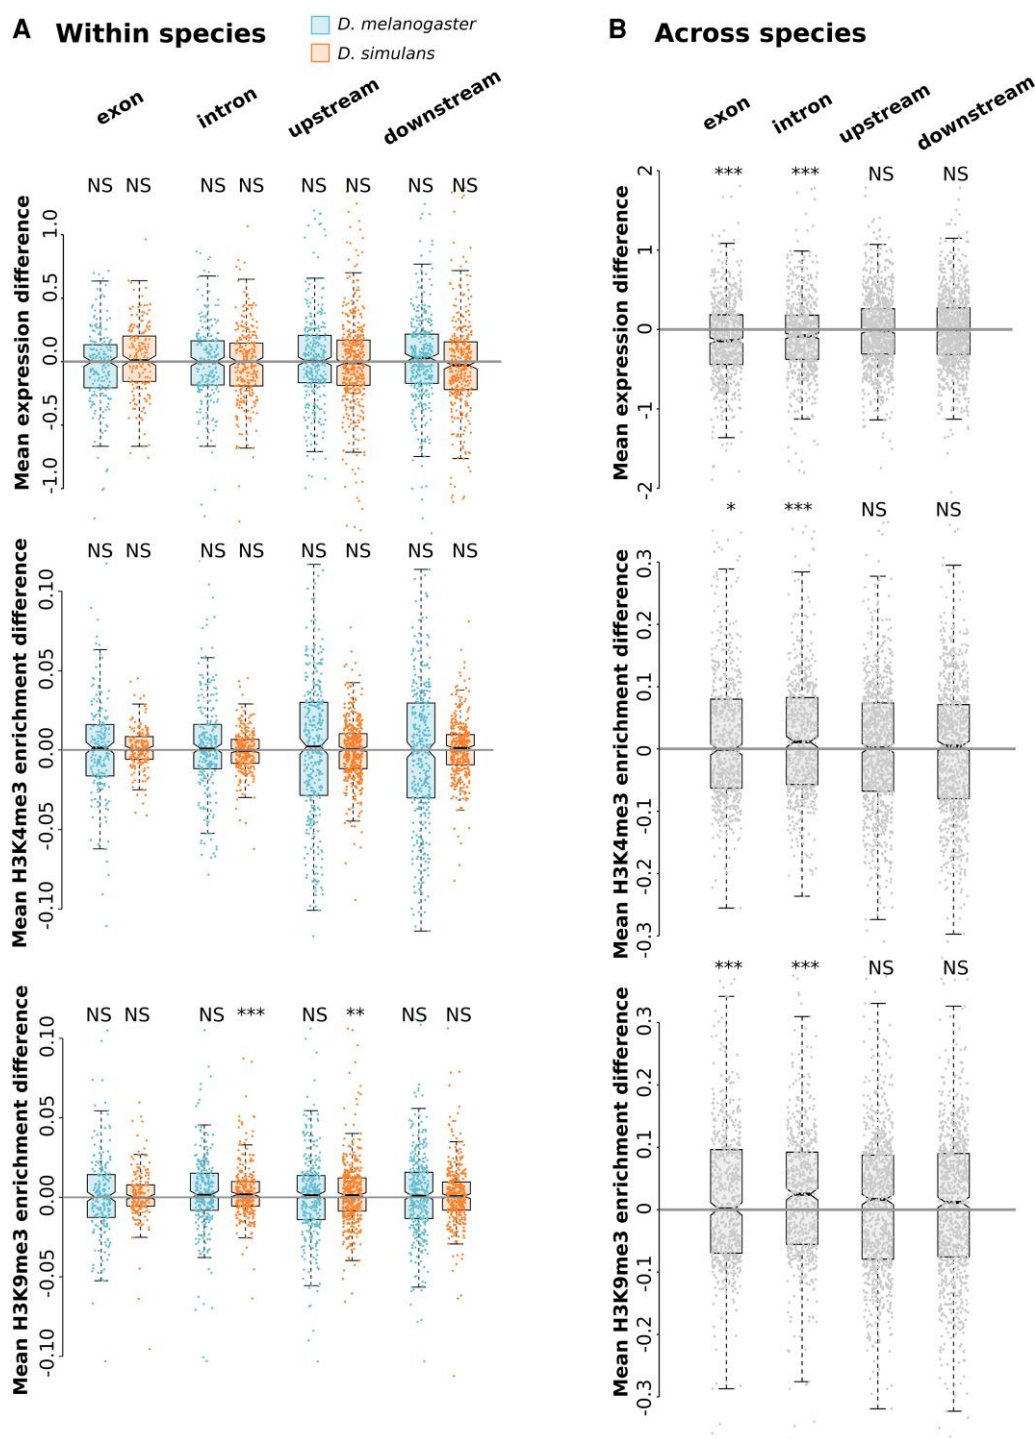 A Within species
D. melanogaster
D. simulans
exon intron upstream downstream
NS NS NS NS NS NS NS NS
Mean expression difference
1.0
0.5
0.0
-0.5
-1.0
NS NS NS NS NS NS NS NS
Mean H3K4me3 enrichment difference
0.10
0.05
0.00
-0.05
-0.10
NS NS NS *** NS ** NS NS
Mean H3K9me3 enrichment difference
0.10
0.05
0.00
-0.05
-0.10
B Across species
exon intron upstream downstream
*** *** NS NS
Mean expression difference
2
1
0
-1
-2
* *** NS NS
Mean H3K4me3 enrichment difference
0.3
0.2
0.1
0
-0.1
-0.2
-0.3
*** *** NS NS
Mean H3K9me3 enrichment difference
0.3
0.2
0.1
0
-0.1
-0.2
-0.3